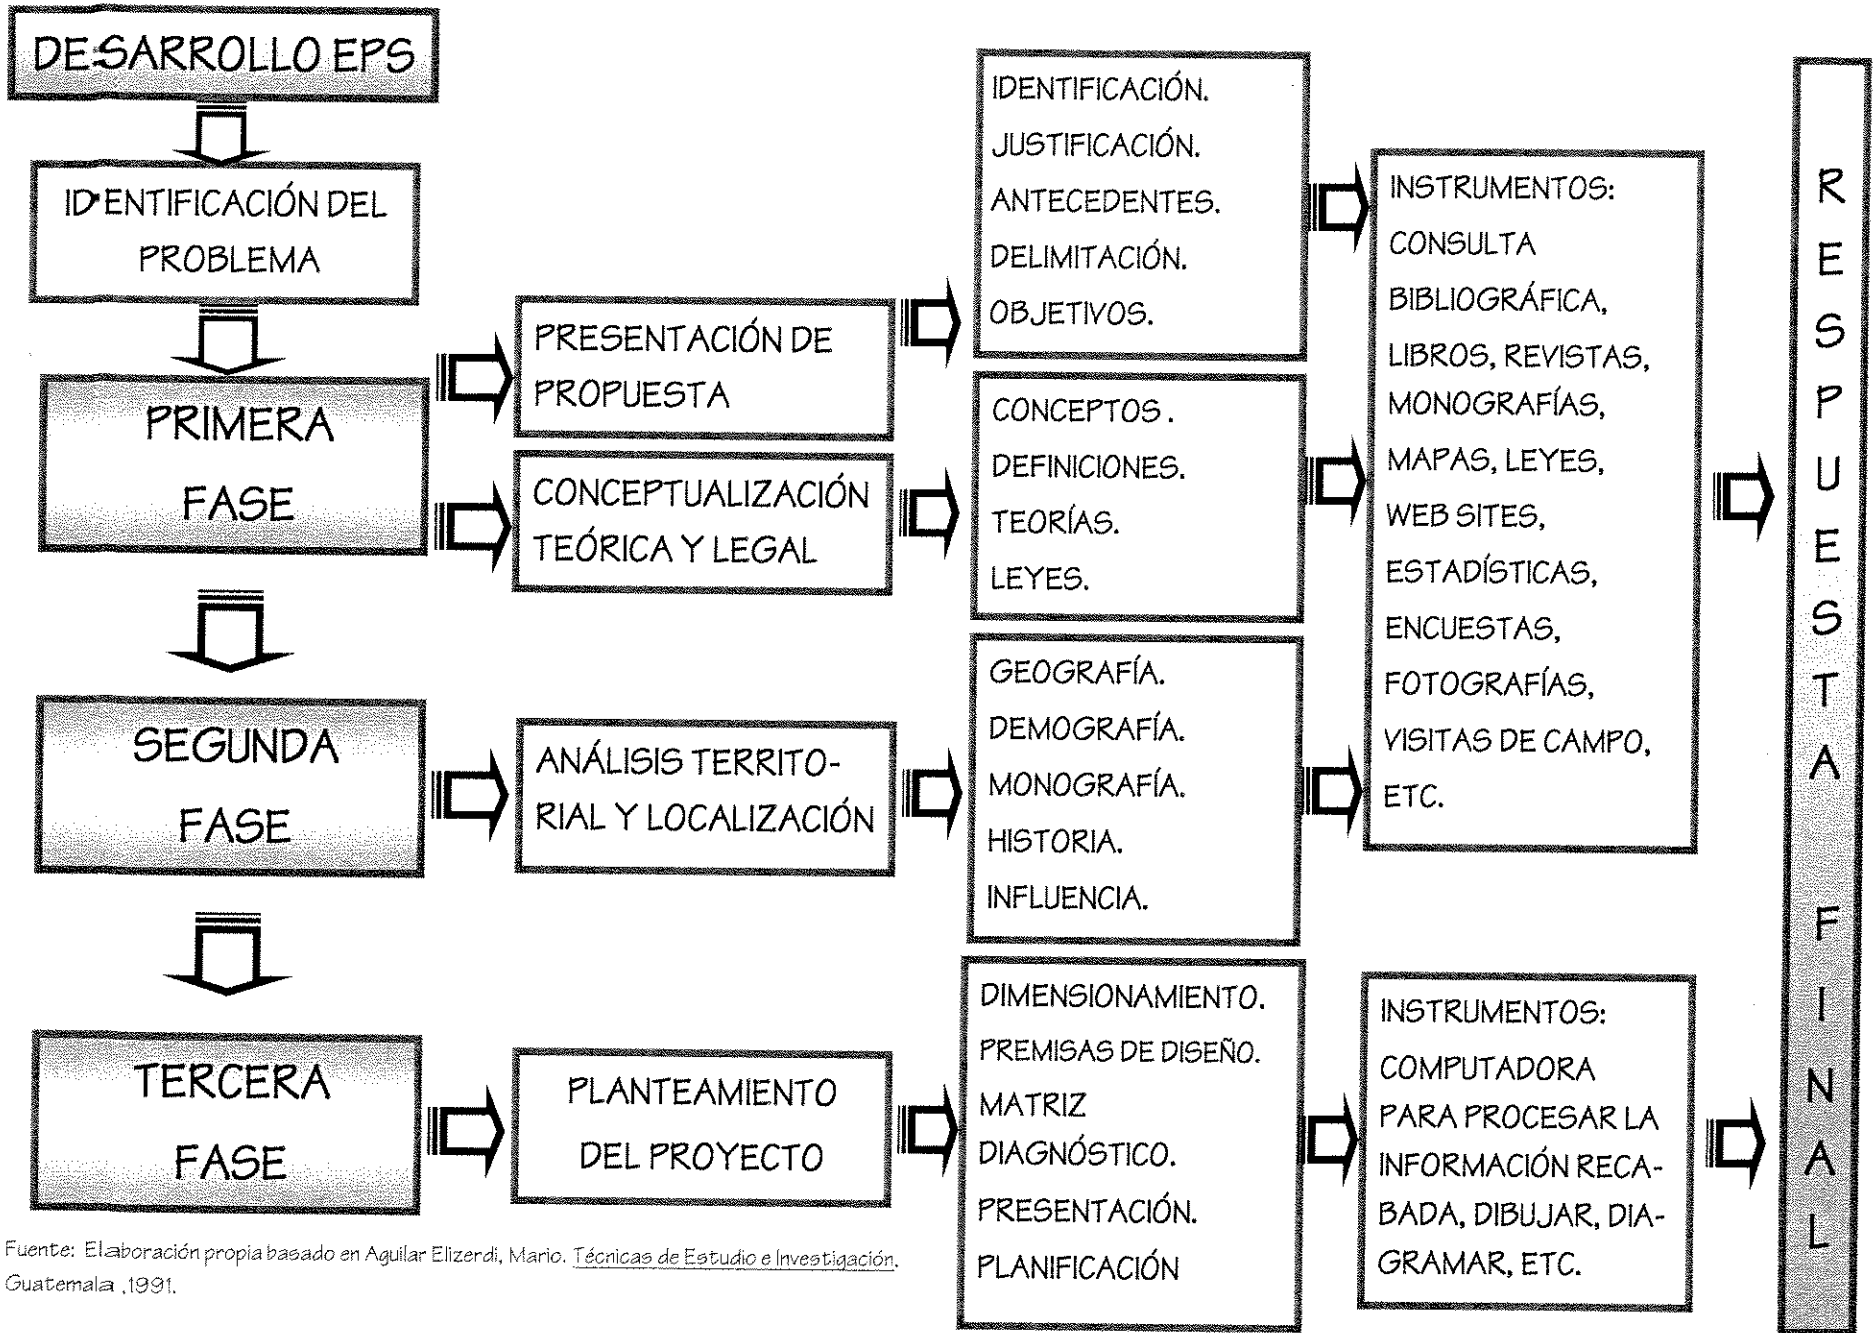 DESARROLLO EPS
IDENTIFICACIÓN DEL
PROBLEMA
PRIMERA
FASE
PRESENTACIÓN DE
PROPUESTA
CONCEPTUALIZACIÓN
TEÓRICA Y LEGAL
IDENTIFICACIÓN.
JUSTIFICACIÓN.
ANTECEDENTES.
DELIMITACIÓN.
OBJETIVOS.
CONCEPTOS.
DEFINICIONES.
TEORÍAS.
LEYES.
SEGUNDA
FASE
ANÁLISIS TERRITO-
RIAL Y LOCALIZACIÓN
GEOGRAFÍA.
DEMOGRAFÍA.
MONOGRAFÍA.
HISTORIA.
INFLUENCIA.
INSTRUMENTOS:
CONSULTA
BIBLIOGRÁFICA,
LIBROS, REVISTAS,
MONOGRAFÍAS,
MAPAS, LEYES,
WEB SITES,
ESTADÍSTICAS,
ENCUESTAS,
FOTOGRAFÍAS,
VISITAS DE CAMPO,
ETC.
TERCERA
FASE
PLANTEAMIENTO
DEL PROYECTO
DIMENSIONAMIENTO.
PREMISAS DE DISEÑO.
MATRIZ
DIAGNÓSTICO.
PRESENTACIÓN.
PLANIFICACIÓN
INSTRUMENTOS:
COMPUTADORA
PARA PROCESAR LA
INFORMACIÓN RECA-
BADA, DIBUJAR, DIA-
GRAMAR, ETC.
RESPUESTA FINAL
Fuente: Elaboración propia basado en Aguilar Elizerdi, Mario. Técnicas de Estudio e Investigación.
Guatemala ,1991.